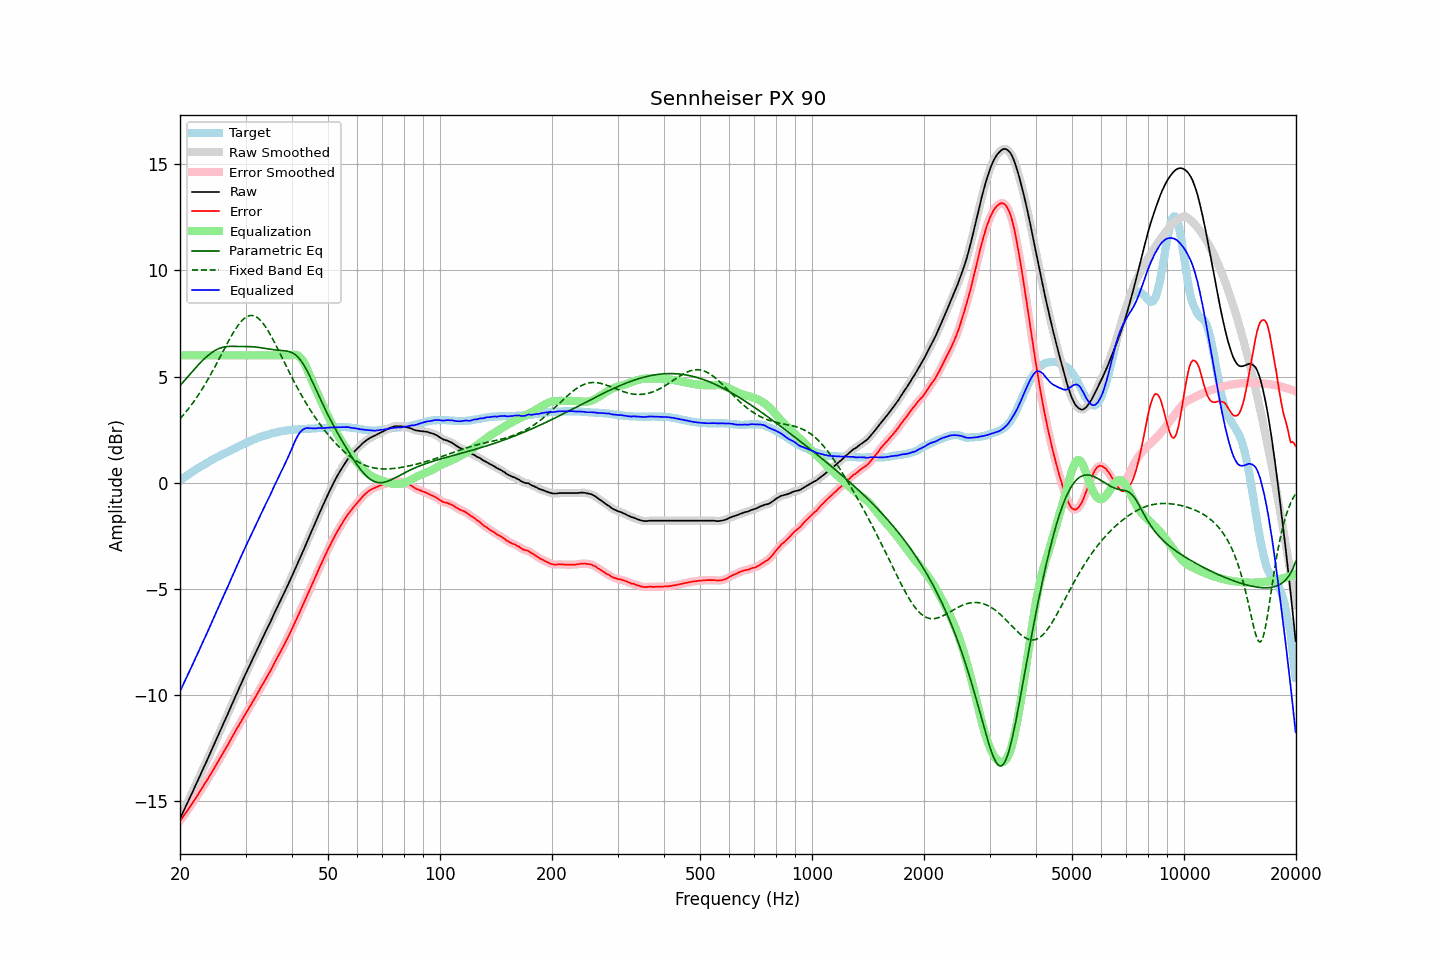 Sennheiser PX 90
Target
Raw Smoothed
Error Smoothed
Raw
Error
Equalization
Parametric Eq
Fixed Band Eq
Equalized
15
10
5
0
−5
−10
−15
Amplitude (dBr)
20 50 100 200 500 1000 2000 5000 10000 20000
Frequency (Hz)